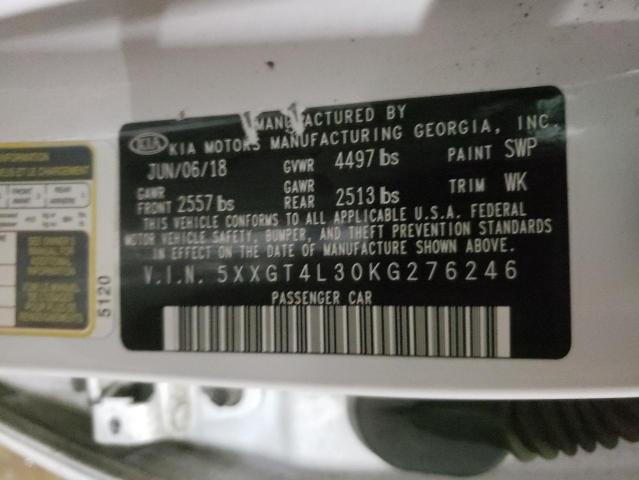 MANUFACTURED BY
KIA KIA MOTORS MANUFACTURING GEORGIA, INC.
JUN/06/18 GVWR 4497 lbs PAINT SWP
GAWR FRONT 2557 lbs GAWR REAR 2513 lbs TRIM WK
THIS VEHICLE CONFORMS TO ALL APPLICABLE U.S.A. FEDERAL
MOTOR VEHICLE SAFETY, BUMPER, AND THEFT PREVENTION STANDARDS
IN EFFECT ON THE DATE OF MANUFACTURE SHOWN ABOVE.
V.I.N. 5XXGT4L30KG276246
PASSENGER CAR
5120